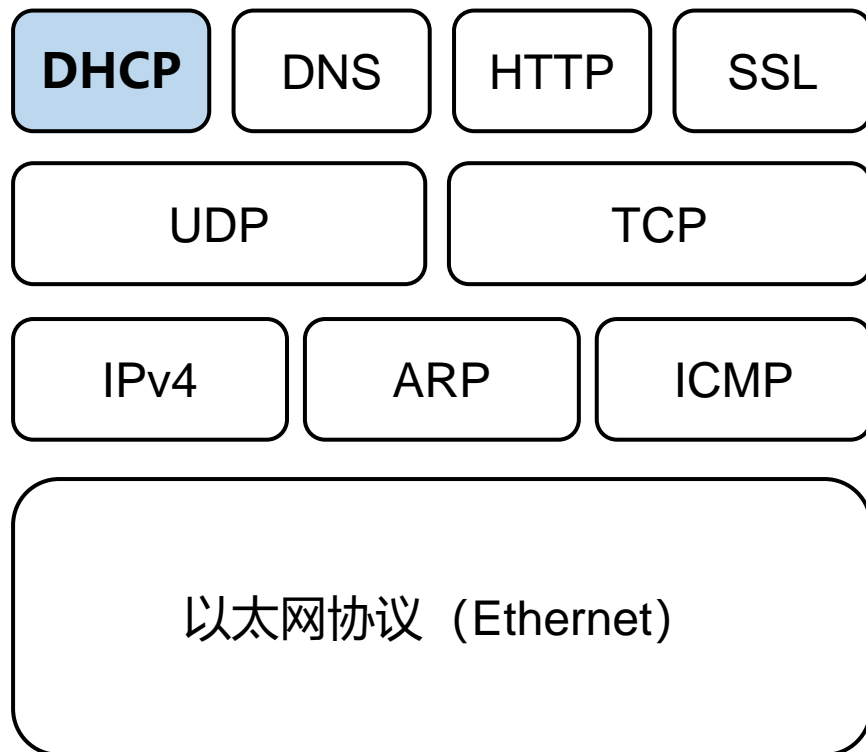 DHCP DNS HTTP SSL
UDP TCP
IPv4 ARP ICMP
以太网协议（Ethernet）